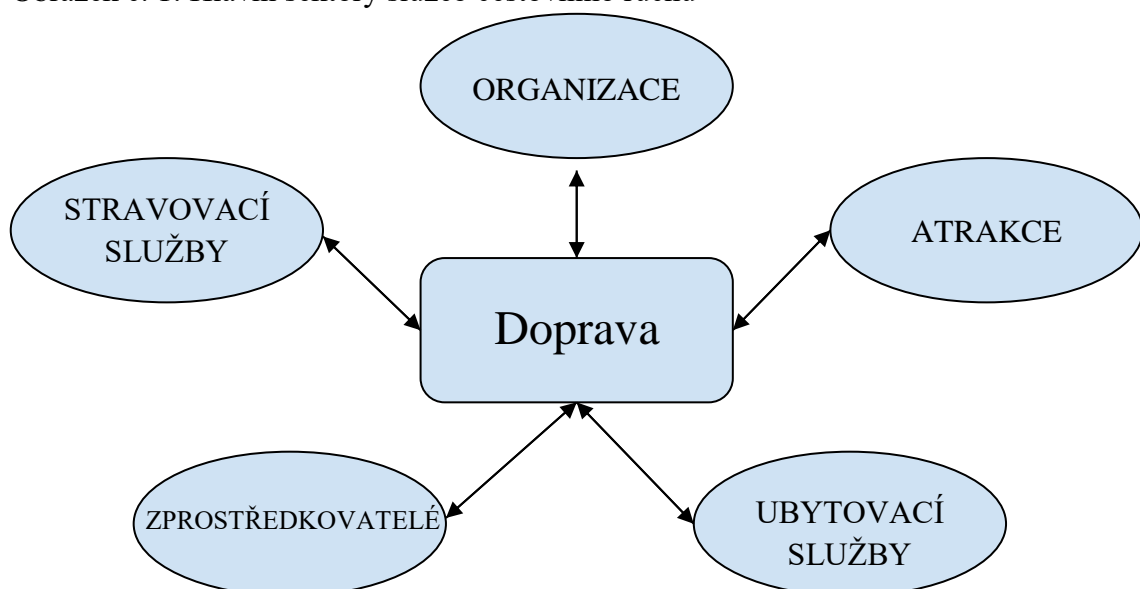 ORGANIZACE
STRAVOVACÍ
SLUŽBY
ATRAKCE
Doprava
ZPROSTŘEDKOVATELÉ
UBYTOVACÍ
SLUŽBY